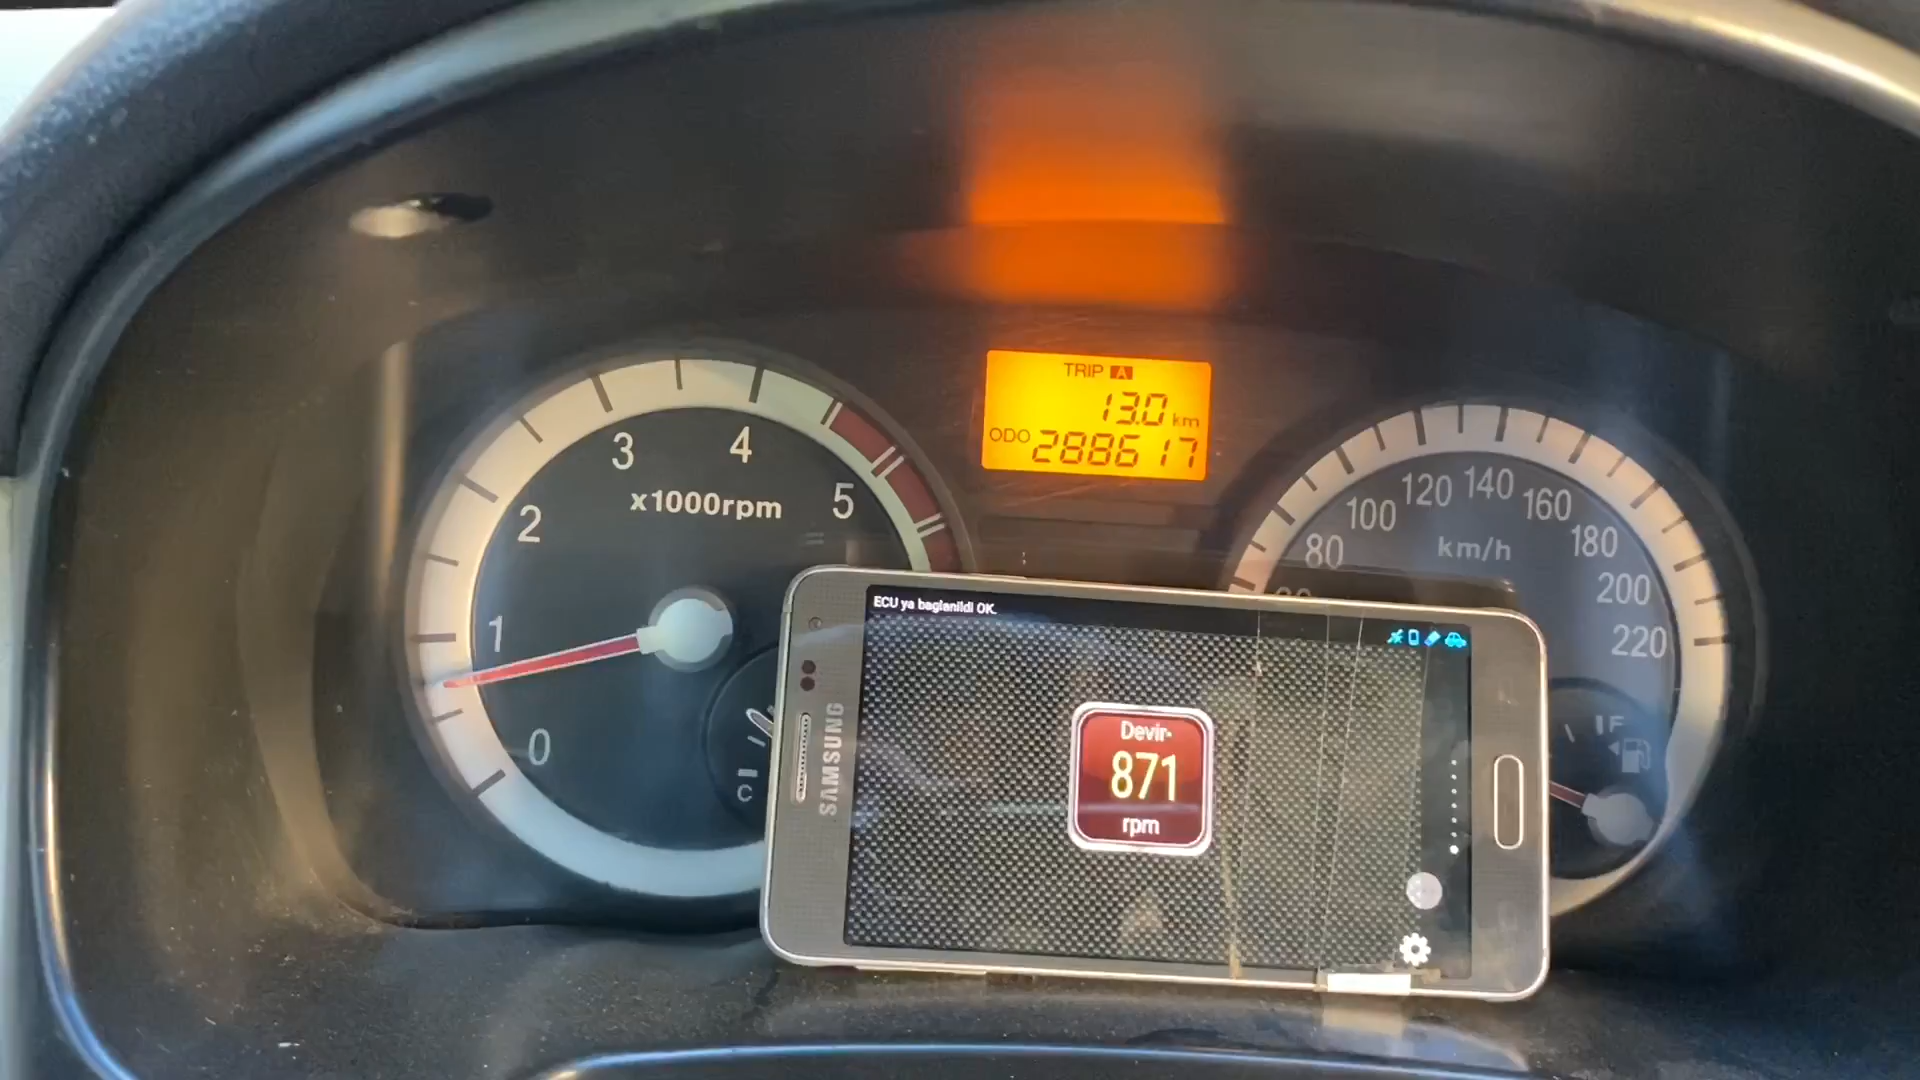 TRIP A
13.0 km
ODO 288617
0
1
2
3
4
5
x1000rpm
C
80
100
120
140
160
180
200
220
km/h
F
SAMSUNG
ECU ya baglanildi OK.
Devir-
871
rpm